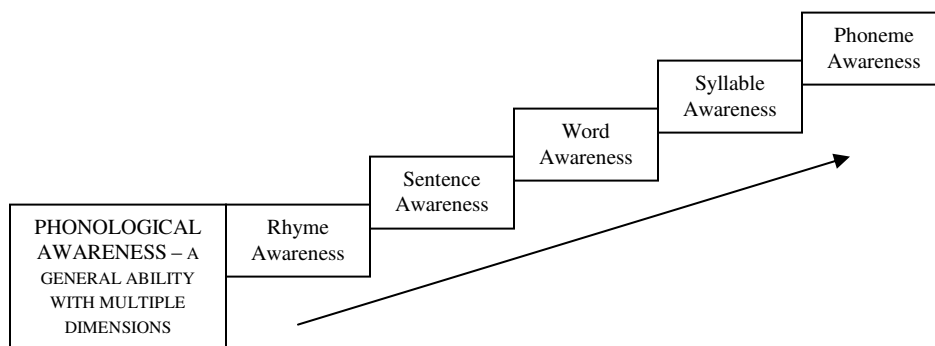 Phoneme
Awareness
Syllable
Awareness
Word
Awareness
Sentence
Awareness
Rhyme
Awareness
PHONOLOGICAL
AWARENESS – A
GENERAL ABILITY
WITH MULTIPLE
DIMENSIONS